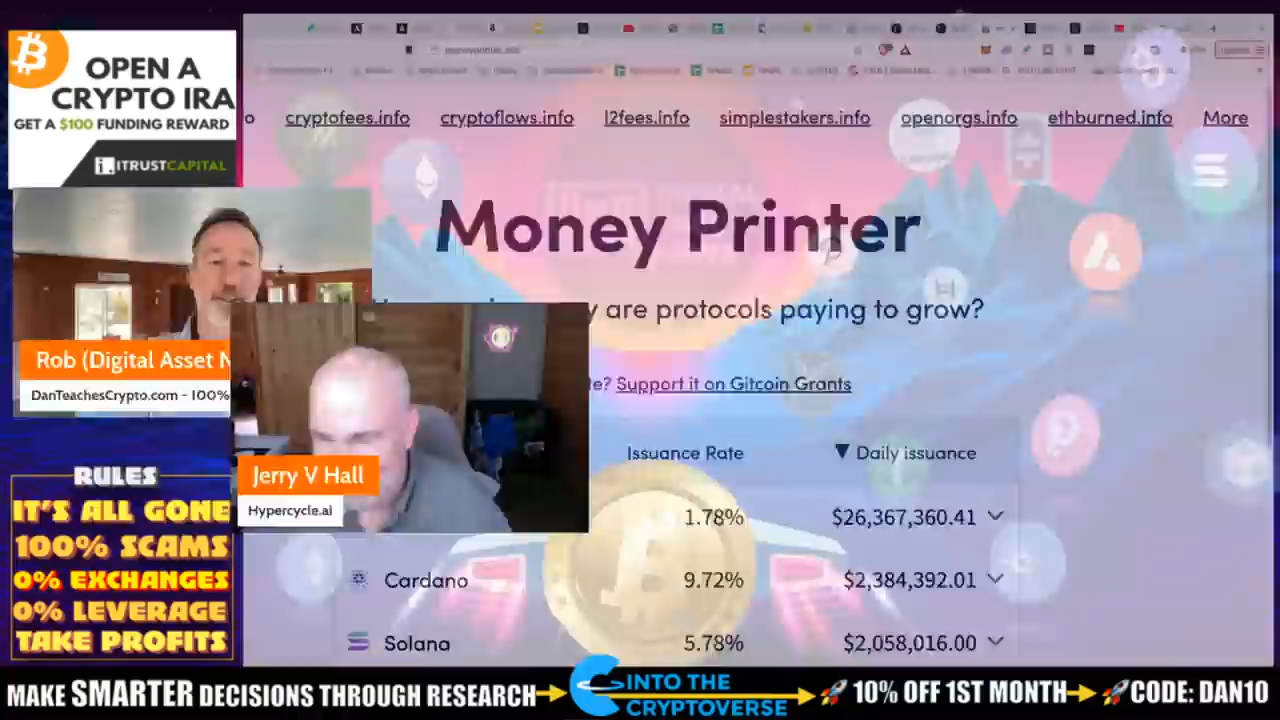 OPEN A
CRYPTO IRA
GET A $100 FUNDING REWARD
ITRUSTCAPITAL
o cryptofees.info cryptoflows.info l2fees.info simplestakers.info openorgs.info ethburned.info More
Money Printer
y are protocols paying to grow?
Support it on Gitcoin Grants
Issuance Rate ▼ Daily issuance
1.78% $26,367,360.41
Cardano 9.72% $2,384,392.01
Solana 5.78% $2,058,016.00
Rob (Digital Asset N
DanTeachesCrypto.com - 100%
Jerry V Hall
Hypercycle.ai
RULES
IT'S ALL GONE
100% SCAMS
0% EXCHANGES
0% LEVERAGE
TAKE PROFITS
MAKE SMARTER DECISIONS THROUGH RESEARCH INTO THE CRYPTOVERSE 10% OFF 1ST MONTH CODE: DAN10